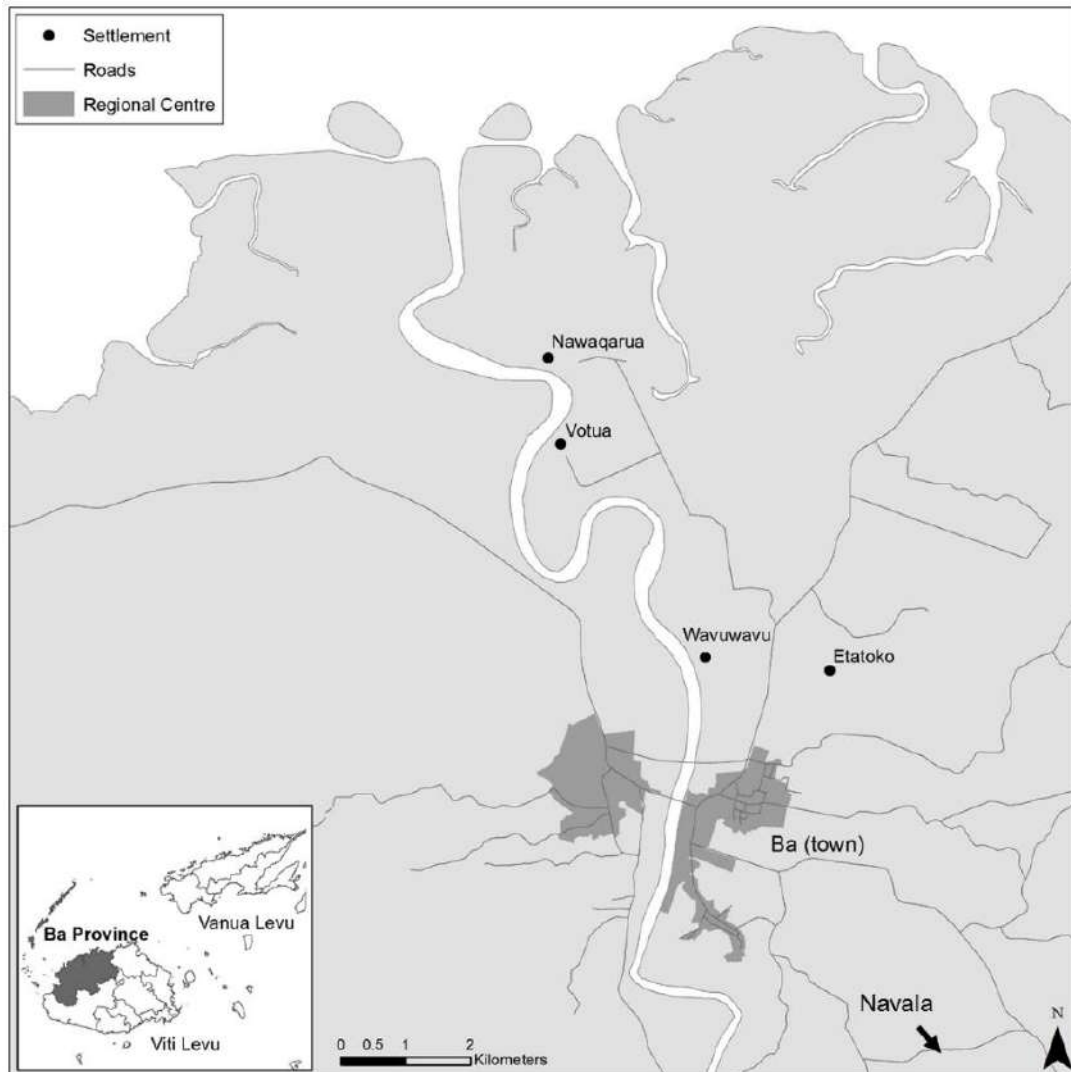 Settlement
Roads
Regional Centre
Nawaqarua
Votua
Wavuwavu
Etatoko
Ba (town)
Vanua Levu
Ba Province
Viti Levu
Navala
N
0 0.5 1 2
Kilometers